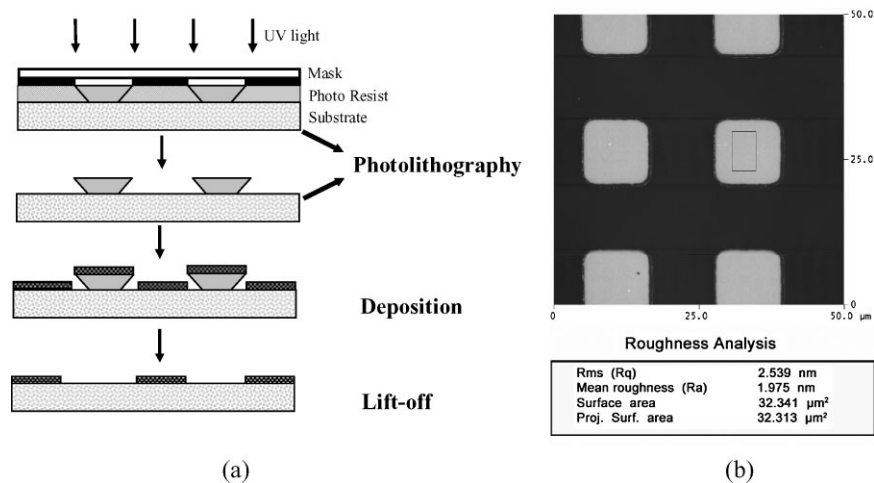 UV light
Mask
Photo Resist
Substrate
Photolithography
Deposition
Lift-off
(a)
50.0
25.0
0
0 25.0 50.0
μm
Roughness Analysis
Rms (Rq) 2.539 nm
Mean roughness (Ra) 1.975 nm
Surface area 32.341 μm²
Proj. Surf. area 32.313 μm²
(b)